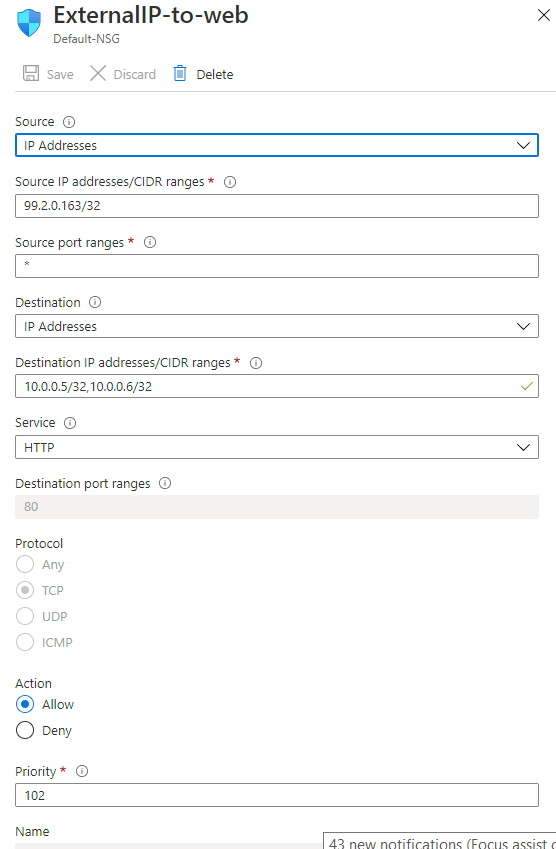 ExternalIP-to-web
Default-NSG
Save Discard Delete
Source
IP Addresses
Source IP addresses/CIDR ranges *
99.2.0.163/32
Source port ranges *
*
Destination
IP Addresses
Destination IP addresses/CIDR ranges *
10.0.0.5/32,10.0.0.6/32
Service
HTTP
Destination port ranges
80
Protocol
Any
TCP
UDP
ICMP
Action
Allow
Deny
Priority *
102
Name
43 new notifications (Focus assist